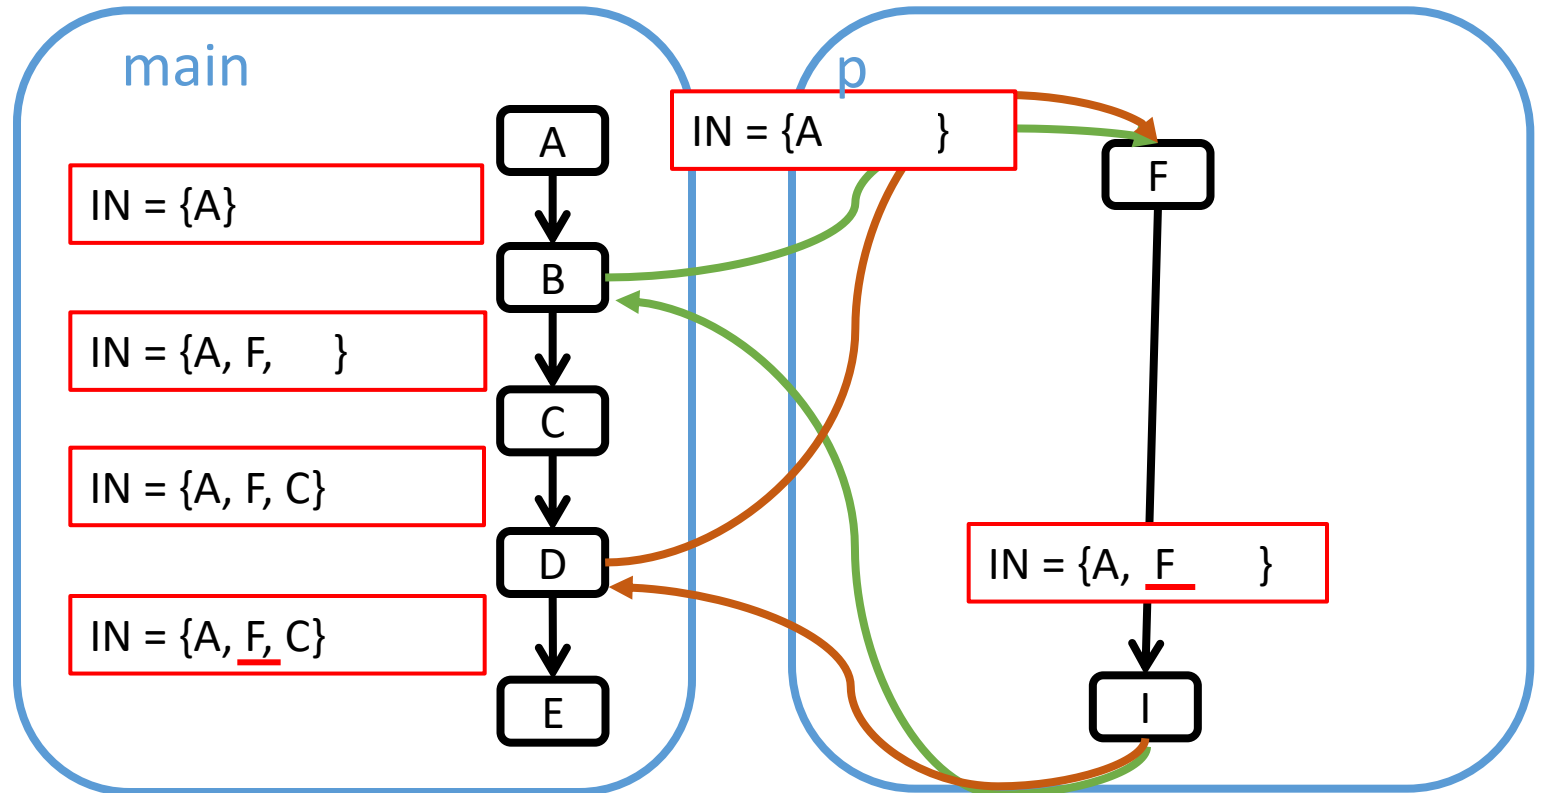 main
A
IN = {A}
B
IN = {A, F, }
C
IN = {A, F, C}
D
IN = {A, F, C}
E
p
IN = {A }
F
IN = {A, F }
I